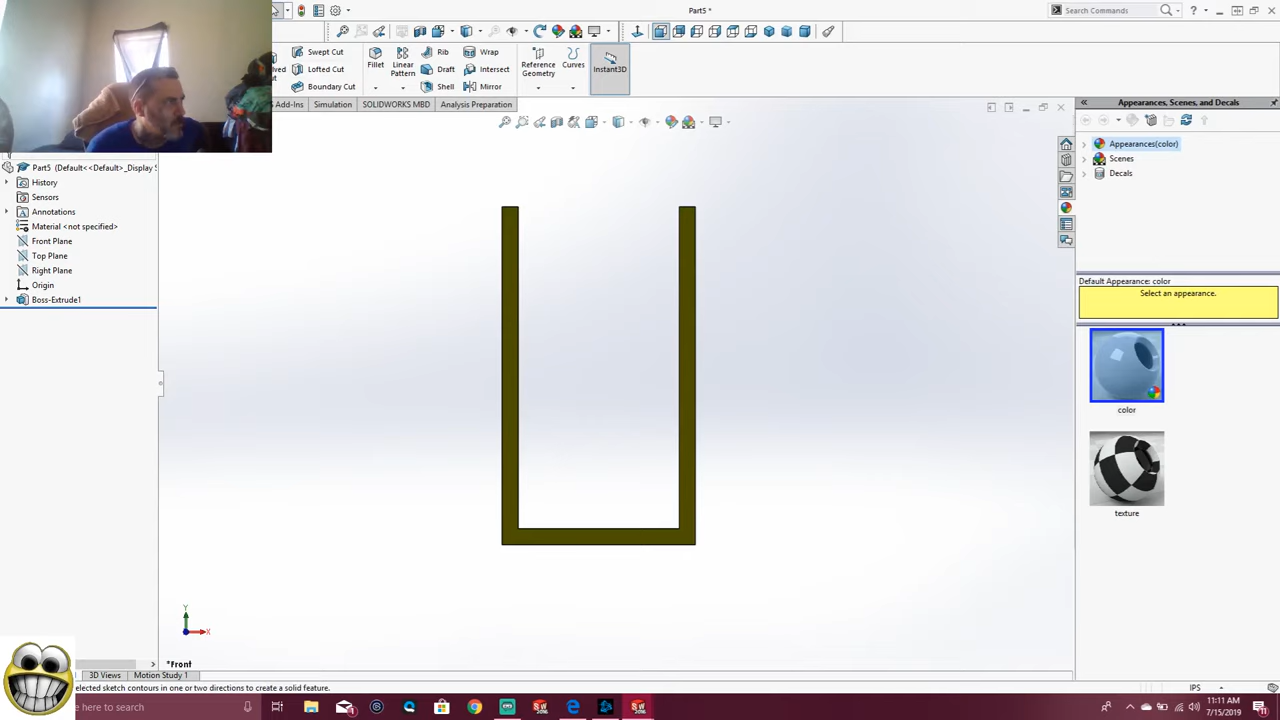 Part5 *
Search Commands
Swept Cut
Lofted Cut
Boundary Cut
Fillet
Linear
Pattern
Rib
Draft
Shell
Wrap
Intersect
Mirror
Reference
Geometry
Curves
Instant3D
Add-Ins
Simulation
SOLIDWORKS MBD
Analysis Preparation
Appearances, Scenes, and Decals
Part5 (Default<<Default>_Display S
History
Sensors
Annotations
Material <not specified>
Front Plane
Top Plane
Right Plane
Origin
Boss-Extrude1
Appearances(color)
Scenes
Decals
Default Appearance: color
Select an appearance.
color
texture
Y
X
*Front
3D Views
Motion Study 1
elected sketch contours in one or two directions to create a solid feature.
IPS
here to search
11:11 AM
7/15/2019